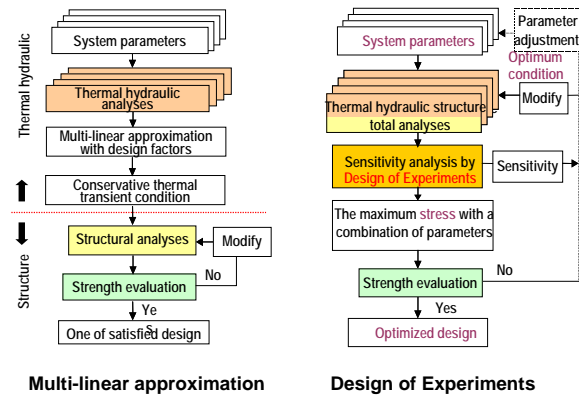 Thermal hydraulic
Structure
System parameters
Thermal hydraulic
analyses
Multi-linear approximation
with design factors
Conservative thermal
transient condition
Structural analyses
Modify
No
Strength evaluation
Ye
s
One of satisfied design
Multi-linear approximation
System parameters
Parameter
adjustment
Optimum
condition
Modify
Thermal hydraulic structure
total analyses
Sensitivity analysis by
Design of Experiments
Sensitivity
The maximum stress with a
combination of parameters
No
Strength evaluation
Yes
Optimized design
Design of Experiments